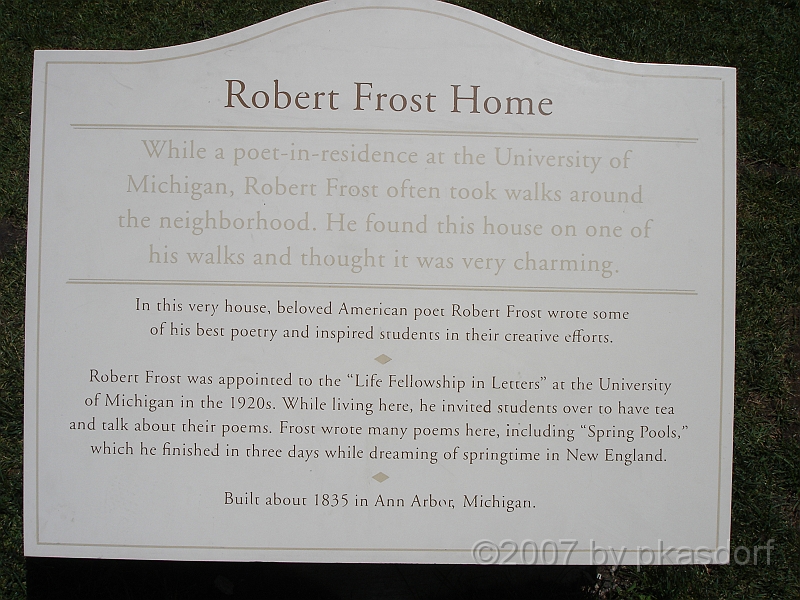 Robert Frost Home
While a poet-in-residence at the University of
Michigan, Robert Frost often took walks around
the neighborhood. He found this house on one of
his walks and thought it was very charming.
In this very house, beloved American poet Robert Frost wrote some
of his best poetry and inspired students in their creative efforts.
Robert Frost was appointed to the “Life Fellowship in Letters” at the University
of Michigan in the 1920s. While living here, he invited students over to have tea
and talk about their poems. Frost wrote many poems here, including “Spring Pools,”
which he finished in three days while dreaming of springtime in New England.
Built about 1835 in Ann Arbor, Michigan.
©2007 by pkasdorf